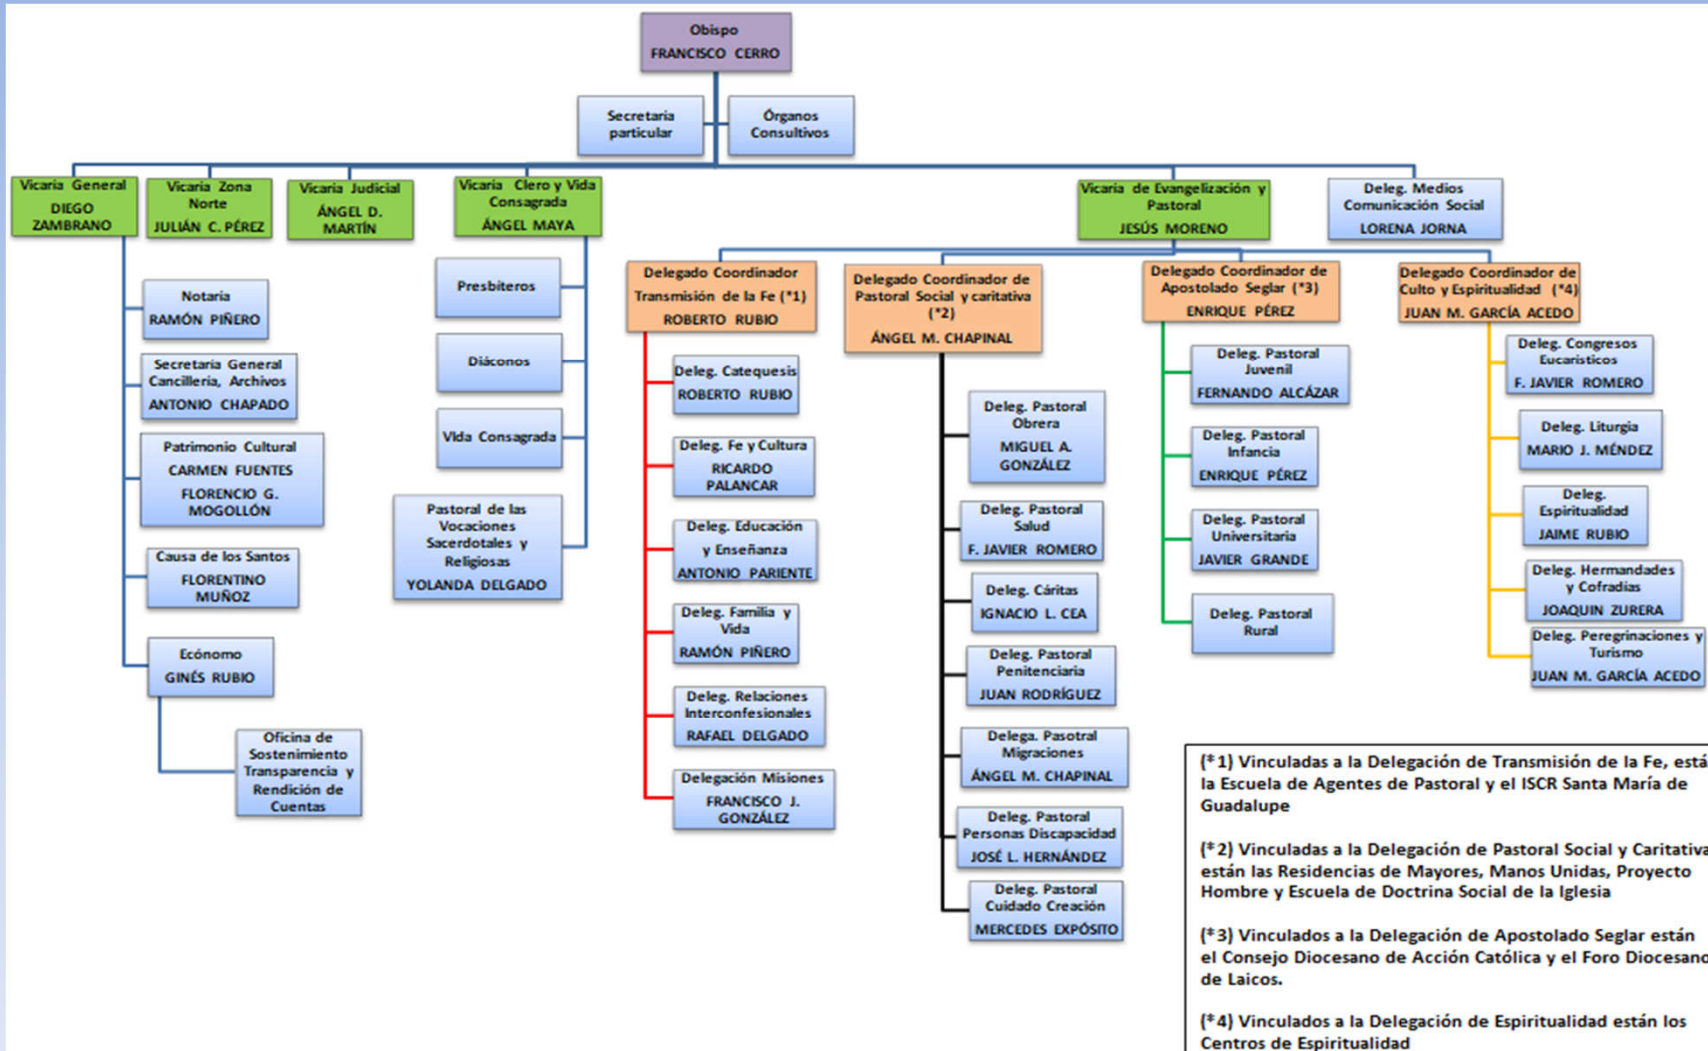 Obispo
FRANCISCO CERRO
Secretaría
particular
Órganos
Consultivos
Vicaría General
DIEGO
ZAMBRANO
Vicaría Zona
Norte
JULIÁN C. PÉREZ
Vicaría Judicial
ÁNGEL D.
MARTÍN
Vicaría Clero y Vida
Consagrada
ÁNGEL MAYA
Vicaría de Evangelización y
Pastoral
JESÚS MORENO
Deleg. Medios
Comunicación Social
LORENA JORNA
Notaría
RAMÓN PIÑERO
Secretaría General
Cancillería, Archivos
ANTONIO CHAPADO
Patrimonio Cultural
CARMEN FUENTES
FLORENCIO G.
MOGOLLÓN
Causa de los Santos
FLORENTINO
MUÑOZ
Ecónomo
GINÉS RUBIO
Oficina de
Sostenimiento
Transparencia y
Rendición de
Cuentas
Presbíteros
Diáconos
Vida Consagrada
Pastoral de las
Vocaciones
Sacerdotales y
Religiosas
YOLANDA DELGADO
Delegado Coordinador
Transmisión de la Fe (*1)
ROBERTO RUBIO
Deleg. Catequesis
ROBERTO RUBIO
Deleg. Fe y Cultura
RICARDO
PALANCAR
Deleg. Educación
y Enseñanza
ANTONIO PARIENTE
Deleg. Familia y
Vida
RAMÓN PIÑERO
Deleg. Relaciones
Interconfesionales
RAFAEL DELGADO
Delegación Misiones
FRANCISCO J.
GONZÁLEZ
Delegado Coordinador de
Pastoral Social y caritativa
(*2)
ÁNGEL M. CHAPINAL
Deleg. Pastoral
Obrera
MIGUEL A.
GONZÁLEZ
Deleg. Pastoral
Salud
F. JAVIER ROMERO
Deleg. Cáritas
IGNACIO L. CEA
Deleg. Pastoral
Penitenciaria
JUAN RODRÍGUEZ
Delega. Pasotral
Migraciones
ÁNGEL M. CHAPINAL
Deleg. Pastoral
Personas Discapacidad
JOSÉ L. HERNÁNDEZ
Deleg. Pastoral
Cuidado Creación
MERCEDES EXPÓSITO
Delegado Coordinador de
Apostolado Seglar (*3)
ENRIQUE PÉREZ
Deleg. Pastoral
Juvenil
FERNANDO ALCÁZAR
Deleg. Pastoral
Infancia
ENRIQUE PÉREZ
Deleg. Pastoral
Universitaria
JAVIER GRANDE
Deleg. Pastoral
Rural
Delegado Coordinador de
Culto y Espiritualidad (*4)
JUAN M. GARCÍA ACEDO
Deleg. Congresos
Eucarísticos
F. JAVIER ROMERO
Deleg. Liturgia
MARIO J. MÉNDEZ
Deleg.
Espiritualidad
JAIME RUBIO
Deleg. Hermandades
y Cofradías
JOAQUIN ZURERA
Deleg. Peregrinaciones y
Turismo
JUAN M. GARCÍA ACEDO
(*1) Vinculadas a la Delegación de Transmisión de la Fe, está
la Escuela de Agentes de Pastoral y el ISCR Santa María de
Guadalupe
(*2) Vinculadas a la Delegación de Pastoral Social y Caritativa
están las Residencias de Mayores, Manos Unidas, Proyecto
Hombre y Escuela de Doctrina Social de la Iglesia
(*3) Vinculados a la Delegación de Apostolado Seglar están
el Consejo Diocesano de Acción Católica y el Foro Diocesano
de Laicos.
(*4) Vinculados a la Delegación de Espiritualidad están los
Centros de Espiritualidad